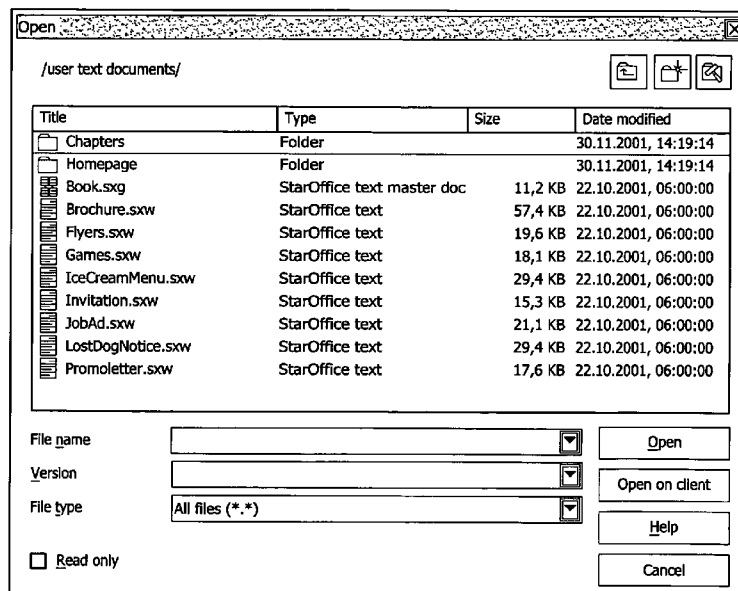 Open
/user text documents/
Title Type Size Date modified
Chapters Folder 30.11.2001, 14:19:14
Homepage Folder 30.11.2001, 14:19:14
Book.sxg StarOffice text master doc 11,2 KB 22.10.2001, 06:00:00
Brochure.sxw StarOffice text 57,4 KB 22.10.2001, 06:00:00
Flyers.sxw StarOffice text 19,6 KB 22.10.2001, 06:00:00
Games.sxw StarOffice text 18,1 KB 22.10.2001, 06:00:00
IceCreamMenu.sxw StarOffice text 29,4 KB 22.10.2001, 06:00:00
Invitation.sxw StarOffice text 15,3 KB 22.10.2001, 06:00:00
JobAd.sxw StarOffice text 21,1 KB 22.10.2001, 06:00:00
LostDogNotice.sxw StarOffice text 29,4 KB 22.10.2001, 06:00:00
Promoletter.sxw StarOffice text 17,6 KB 22.10.2001, 06:00:00
File name Open
Version Open on client
File type All files (*.*)
Help
Read only Cancel